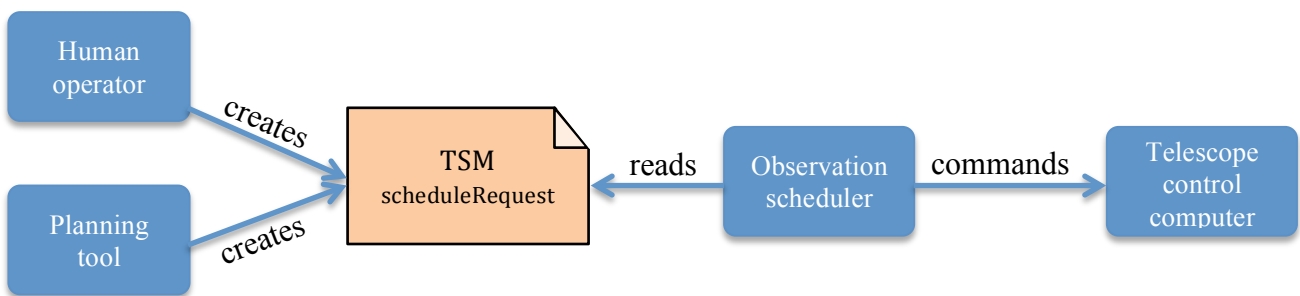 Human
operator
creates
Planning
tool
creates
TSM
scheduleRequest
reads
Observation
scheduler
commands
Telescope
control
computer